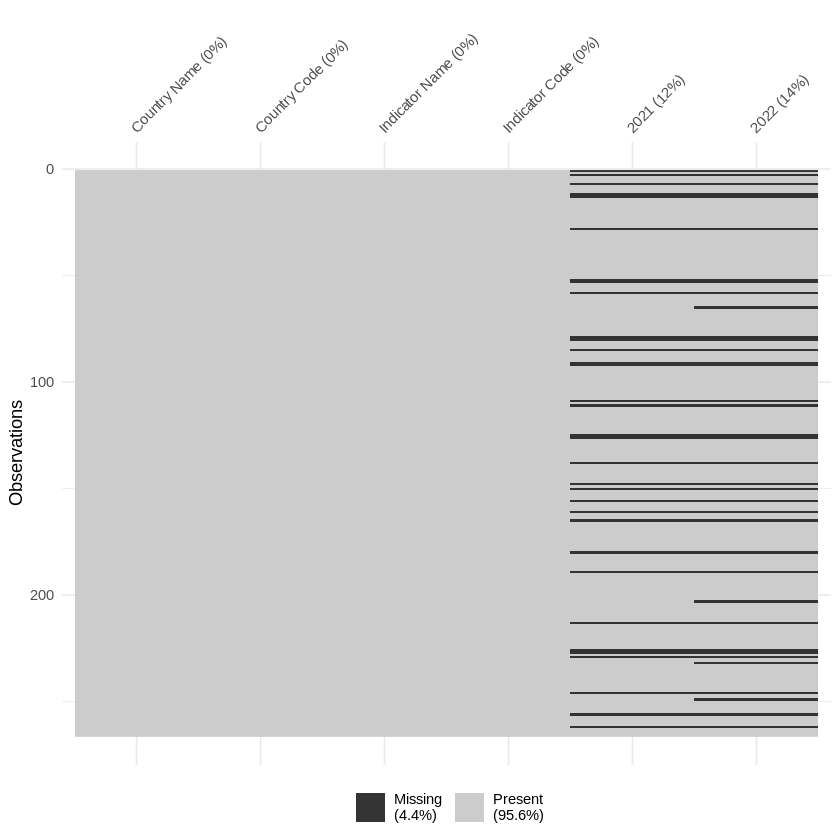 Country Name (0%)
Country Code (0%)
Indicator Name (0%)
Indicator Code (0%)
2021 (12%)
2022 (14%)
0
100
200
Observations
Missing
(4.4%)
Present
(95.6%)